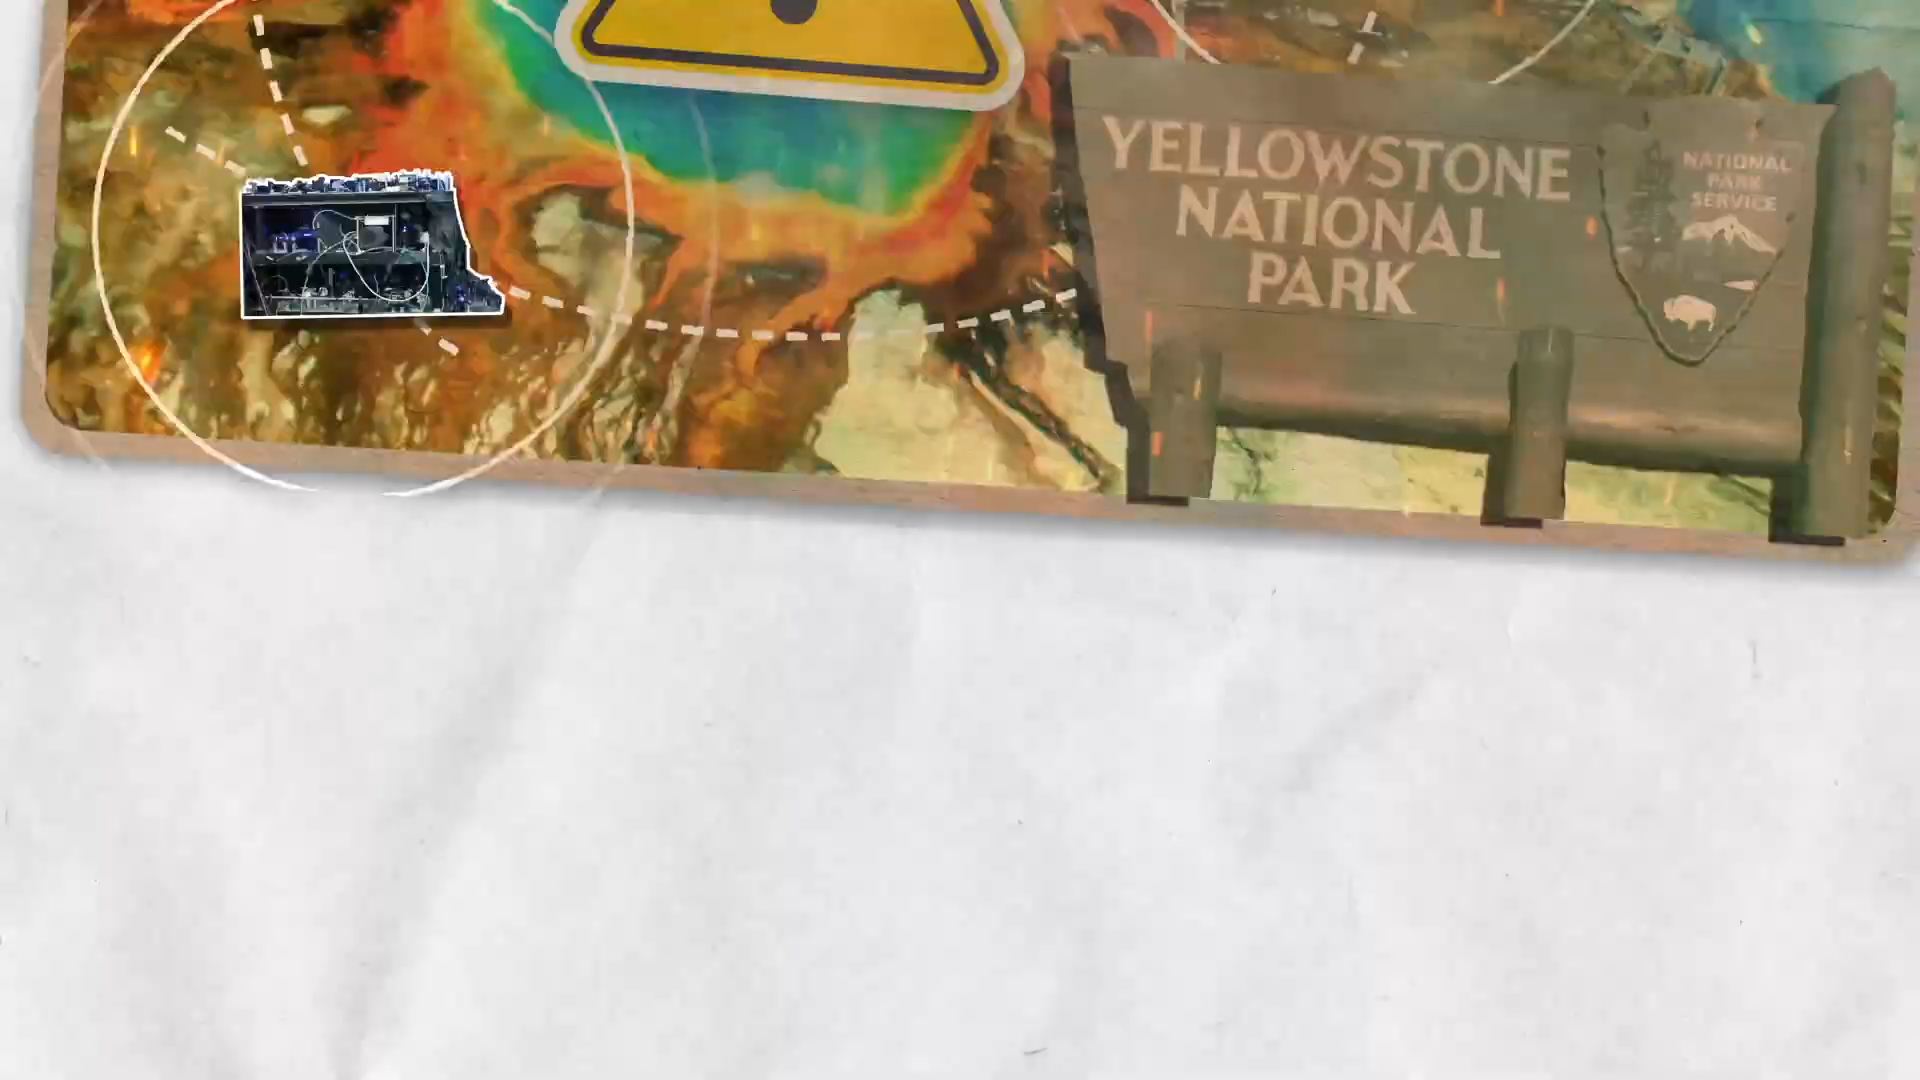 YELLOWSTONE
NATIONAL
PARK
NATIONAL
PARK
SERVICE